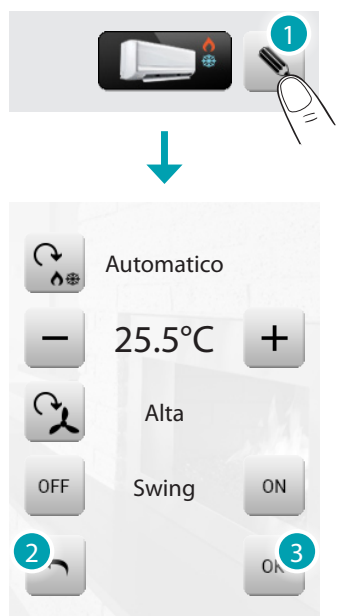 1
Automatico
− 25.5°C +
Alta
OFF Swing ON
2 3
OK